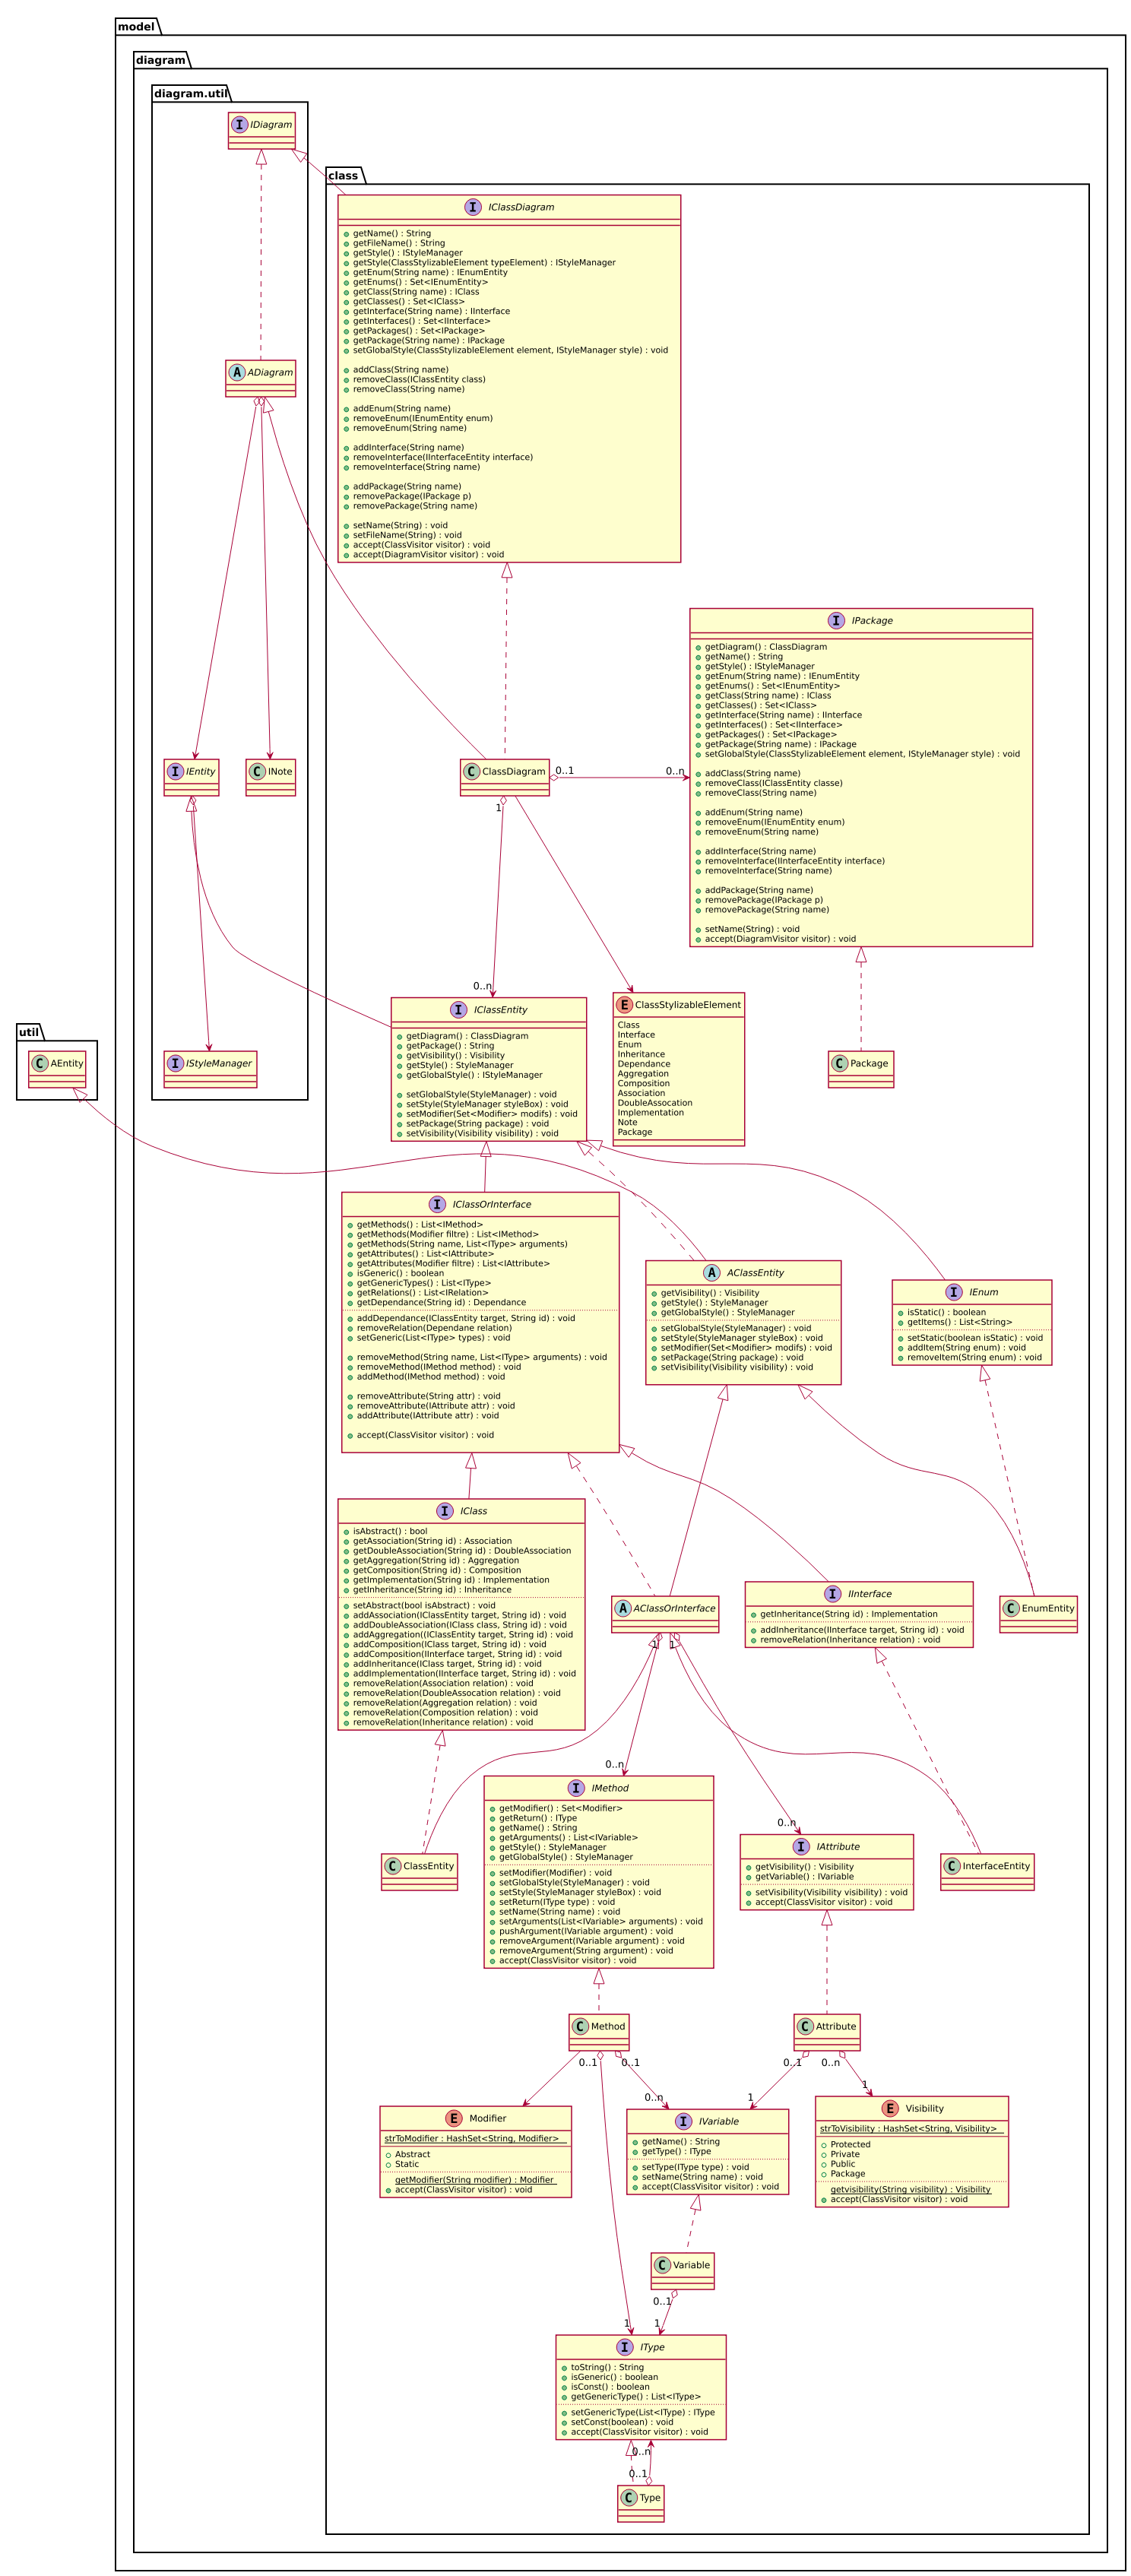 model
diagram
diagram.util
I IDiagram
class
I IClassDiagram
getName() : String
getFileName() : String
getStyle() : IStyleManager
getStyle(ClassStylizableElement typeElement) : IStyleManager
getEnum(String name) : IEnumEntity
getEnums() : Set<IEnumEntity>
getClass(String name) : IClass
getClasses() : Set<IClass>
getInterface(String name) : IInterface
getInterfaces() : Set<IInterface>
getPackages() : Set<IPackage>
getPackage(String name) : IPackage
setGlobalStyle(ClassStylizableElement element, IStyleManager style) : void
addClass(String name)
removeClass(IClassEntity class)
removeClass(String name)
addEnum(String name)
removeEnum(IEnumEntity enum)
removeEnum(String name)
addInterface(String name)
removeInterface(IInterfaceEntity interface)
removeInterface(String name)
addPackage(String name)
removePackage(IPackage p)
removePackage(String name)
setName(String) : void
setFileName(String) : void
accept(ClassVisitor visitor) : void
accept(DiagramVisitor visitor) : void
A ADiagram
I IPackage
getDiagram() : ClassDiagram
getName() : String
getStyle() : IStyleManager
getEnum(String name) : IEnumEntity
getEnums() : Set<IEnumEntity>
getClass(String name) : IClass
getClasses() : Set<IClass>
getInterface(String name) : IInterface
getInterfaces() : Set<IInterface>
getPackages() : Set<IPackage>
getPackage(String name) : IPackage
setGlobalStyle(ClassStylizableElement element, IStyleManager style) : void
addClass(String name)
removeClass(IClassEntity classe)
removeClass(String name)
addEnum(String name)
removeEnum(IEnumEntity enum)
removeEnum(String name)
addInterface(String name)
removeInterface(IInterfaceEntity interface)
removeInterface(String name)
addPackage(String name)
removePackage(IPackage p)
removePackage(String name)
setName(String) : void
accept(DiagramVisitor visitor) : void
I IEntity
C INote
C ClassDiagram
0..1
0..n
1
0..n
util
C AEntity
I IStyleManager
I IClassEntity
getDiagram() : ClassDiagram
getPackage() : String
getVisibility() : Visibility
getStyle() : StyleManager
getGlobalStyle() : IStyleManager
setGlobalStyle(StyleManager) : void
setStyle(StyleManager styleBox) : void
setModifier(Set<Modifier> modifs) : void
setPackage(String package) : void
setVisibility(Visibility visibility) : void
E ClassStylizableElement
Class
Interface
Enum
Inheritance
Dependance
Aggregation
Composition
Association
DoubleAssocation
Implementation
Note
Package
C Package
I IClassOrInterface
getMethods() : List<IMethod>
getMethods(Modifier filtre) : List<IMethod>
getMethods(String name, List<IType> arguments)
getAttributes() : List<IAttribute>
getAttributes(Modifier filtre) : List<IAttribute>
isGeneric() : boolean
getGenericTypes() : List<IType>
getRelations() : List<IRelation>
getDependance(String id) : Dependance
addDependance(IClassEntity target, String id) : void
removeRelation(Dependane relation)
setGeneric(List<IType> types) : void
removeMethod(String name, List<IType> arguments) : void
removeMethod(IMethod method) : void
addMethod(IMethod method) : void
removeAttribute(String attr) : void
removeAttribute(IAttribute attr) : void
addAttribute(IAttribute attr) : void
accept(ClassVisitor visitor) : void
A AClassEntity
getVisibility() : Visibility
getStyle() : StyleManager
getGlobalStyle() : StyleManager
setGlobalStyle(StyleManager) : void
setStyle(StyleManager styleBox) : void
setModifier(Set<Modifier> modifs) : void
setPackage(String package) : void
setVisibility(Visibility visibility) : void
I IEnum
isStatic() : boolean
getItems() : List<String>
setStatic(boolean isStatic) : void
addItem(String enum) : void
removeItem(String enum) : void
I IClass
isAbstract() : bool
getAssociation(String id) : Association
getDoubleAssociation(String id) : DoubleAssociation
getAggregation(String id) : Aggregation
getComposition(String id) : Composition
getImplementation(String id) : Implementation
getInheritance(String id) : Inheritance
setAbstract(bool isAbstract) : void
addAssociation(IClassEntity target, String id) : void
addDoubleAssociation(IClass class, String id) : void
addAggregation((IClassEntity target, String id) : void
addComposition(IClass target, String id) : void
addComposition(IInterface target, String id) : void
addInheritance(IClass target, String id) : void
addImplementation(IInterface target, String id) : void
removeRelation(Association relation) : void
removeRelation(DoubleAssocation relation) : void
removeRelation(Aggregation relation) : void
removeRelation(Composition relation) : void
removeRelation(Inheritance relation) : void
A AClassOrInterface
I IInterface
getInheritance(String id) : Implementation
addInheritance(IInterface target, String id) : void
removeRelation(Inheritance relation) : void
C EnumEntity
1
1
0..n
0..n
C ClassEntity
I IMethod
getModifier() : Set<Modifier>
getReturn() : IType
getName() : String
getArguments() : List<IVariable>
getStyle() : StyleManager
getGlobalStyle() : StyleManager
setModifier(Modifier) : void
setGlobalStyle(StyleManager) : void
setStyle(StyleManager styleBox) : void
setReturn(IType type) : void
setName(String name) : void
setArguments(List<IVariable> arguments) : void
pushArgument(IVariable argument) : void
removeArgument(IVariable argument) : void
removeArgument(String argument) : void
accept(ClassVisitor visitor) : void
I IAttribute
getVisibility() : Visibility
getVariable() : IVariable
setVisibility(Visibility visibility) : void
accept(ClassVisitor visitor) : void
C InterfaceEntity
C Method
C Attribute
0..1
0..1
0..1
0..n
0..n
1
1
E Modifier
strToModifier : HashSet<String, Modifier>
Abstract
Static
getModifier(String modifier) : Modifier
accept(ClassVisitor visitor) : void
I IVariable
getName() : String
getType() : IType
setType(IType type) : void
setName(String name) : void
accept(ClassVisitor visitor) : void
E Visibility
strToVisibility : HashSet<String, Visibility>
Protected
Private
Public
Package
getvisibility(String visibility) : Visibility
accept(ClassVisitor visitor) : void
C Variable
0..1
1
1
I IType
toString() : String
isGeneric() : boolean
isConst() : boolean
getGenericType() : List<IType>
setGenericType(List<IType) : IType
setConst(boolean) : void
accept(ClassVisitor visitor) : void
0..n
0..1
C Type